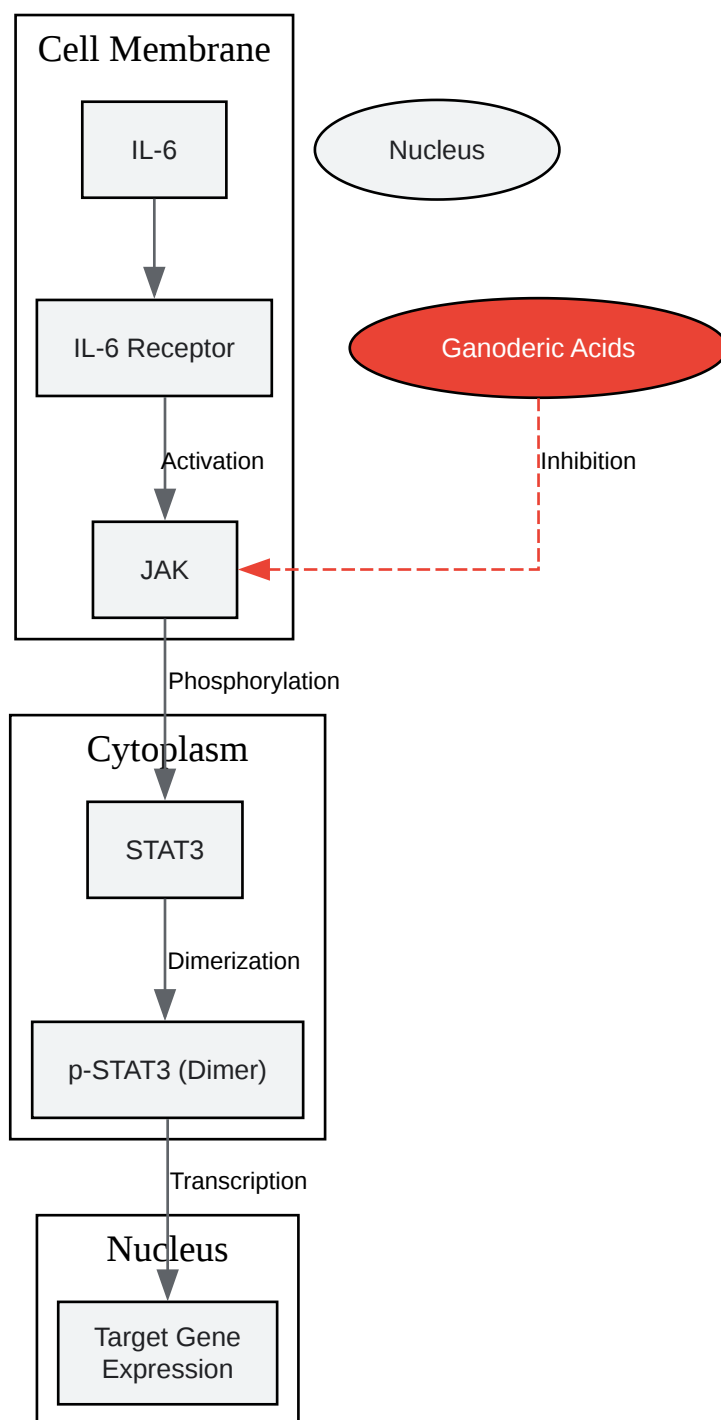 Cell Membrane
IL-6
Nucleus
IL-6 Receptor
Ganoderic Acids
Activation
Inhibition
JAK
Phosphorylation
Cytoplasm
STAT3
Dimerization
p-STAT3 (Dimer)
Transcription
Nucleus
Target Gene
Expression